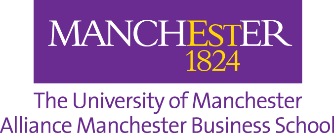 MANCHESTER
1824
The University of Manchester
Alliance Manchester Business School